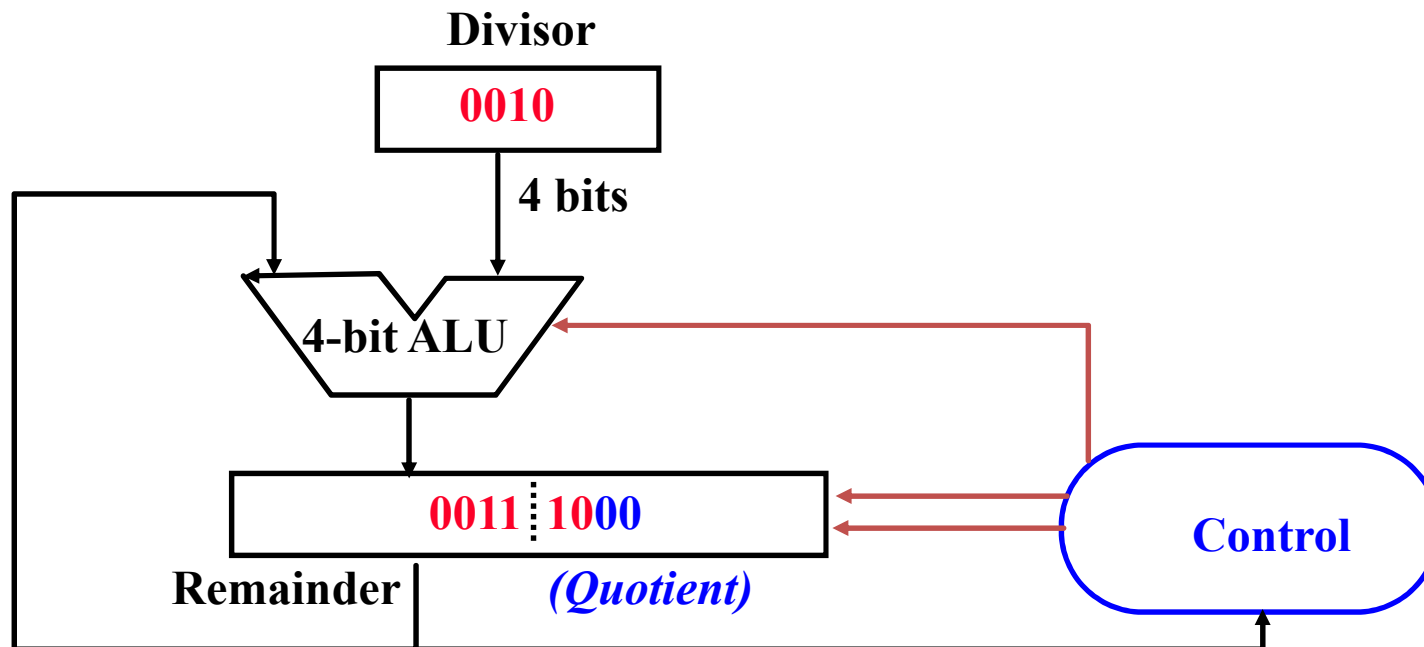 Divisor
0010
4 bits
4-bit ALU
0011 1000
Control
Remainder (Quotient)